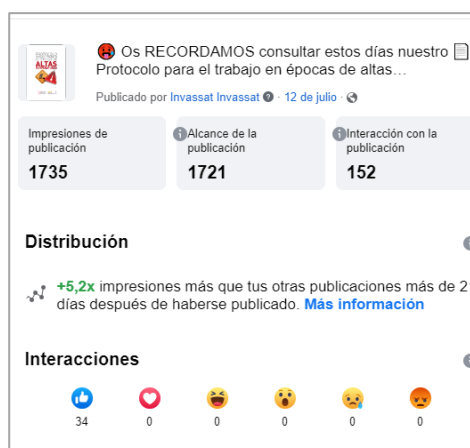 🥵 Os RECORDAMOS consultar estos días nuestro 📄
Protocolo para el trabajo en épocas de altas…
ALTAS
Publicado por Invassat Invassat · 12 de julio ·
Impresiones de publicación
1735
Alcance de la publicación
1721
Interacción con la publicación
152
Distribución
+5,2x impresiones más que tus otras publicaciones más de 2
días después de haberse publicado. Más información
Interacciones
34
0
0
0
0
0